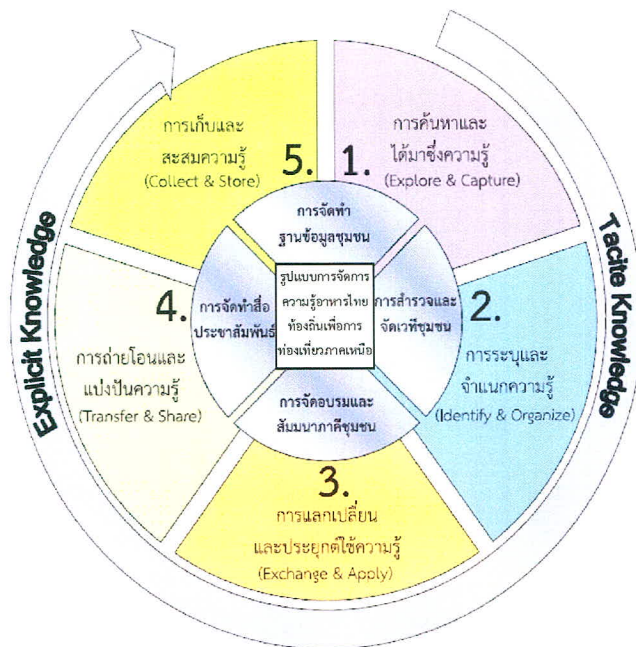 1.
การค้นหาและ
ได้มาซึ่งความรู้
(Explore & Capture)
2.
การระบุและ
จำแนกความรู้
(Identify & Organize)
3.
การแลกเปลี่ยน
และประยุกต์ใช้ความรู้
(Exchange & Apply)
4.
การถ่ายโอนและ
แบ่งปันความรู้
(Transfer & Share)
5.
การเก็บและ
สะสมความรู้
(Collect & Store)
การจัดทำ
ฐานข้อมูลชุมชน
การสำรวจและ
จัดเวทีชุมชน
การจัดอบรมและ
สัมมนาภาคีชุมชน
การจัดทำสื่อ
ประชาสัมพันธ์
รูปแบบการจัดการ
ความรู้อาหารไทย
ท้องถิ่นเพื่อการ
ท่องเที่ยวภาคเหนือ
Tacite Knowledge
Explicit Knowledge